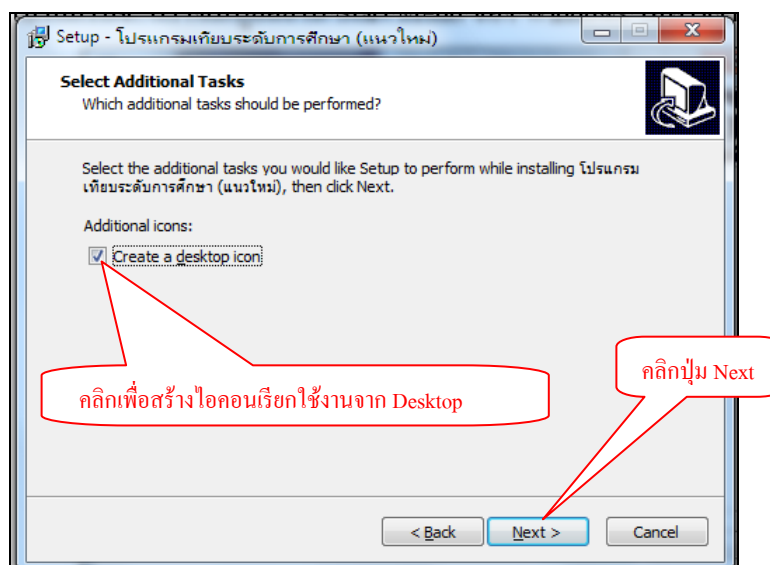 Setup - โปรแกรมเทียบระดับการศึกษา (แนวใหม่)
Select Additional Tasks
Which additional tasks should be performed?
Select the additional tasks you would like Setup to perform while installing โปรแกรม
เทียบระดับการศึกษา (แนวใหม่), then click Next.
Additional icons:
Create a desktop icon
คลิกปุ่ม Next
คลิกเพื่อสร้างไอคอนเรียกใช้งานจาก Desktop
< Back
Next >
Cancel